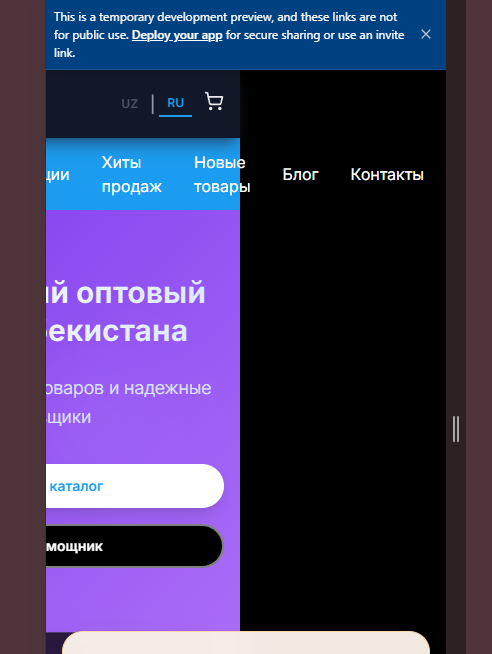 This is a temporary development preview, and these links are not
for public use. Deploy your app for secure sharing or use an invite
link.
UZ | RU
ции Хиты продаж Новые товары Блог Контакты
ий оптовый
бекистана
оваров и надежные
щики
каталог
мощник